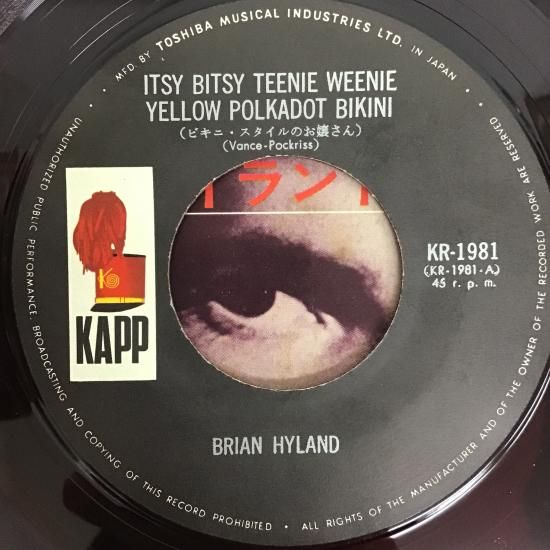 • MFD. BY TOSHIBA MUSICAL INDUSTRIES LTD. IN JAPAN •
ITSY BITSY TEENIE WEENIE
YELLOW POLKADOT BIKINI
(ビキニ・スタイルのお嬢さん)
(Vance-Pockriss)
イランド
KAPP
KR-1981
(KR-1981-A)
45 r. p. m.
BRIAN HYLAND
UNAUTHORIZED PUBLIC PERFORMANCE, BROADCASTING AND COPYING OF THIS RECORD PROHIBITED • ALL RIGHTS OF THE MANUFACTURER AND OF THE OWNER OF THE RECORDED WORK ARE RESERVED